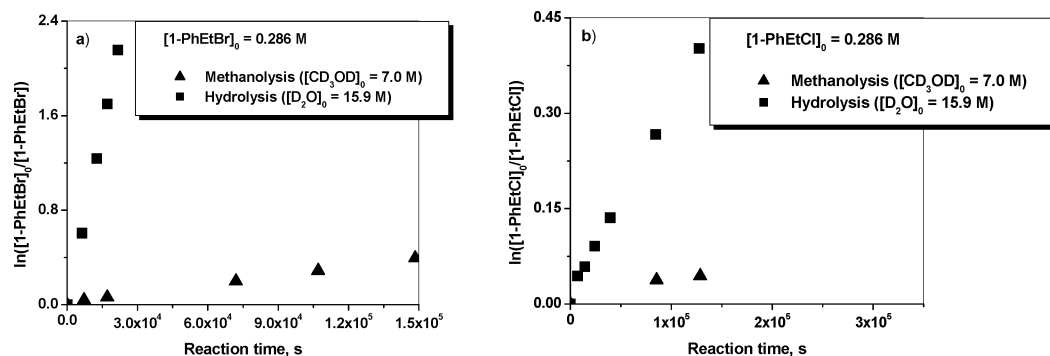 a)
[1-PhEtBr]0 = 0.286 M
Methanolysis ([CD3OD]0 = 7.0 M)
Hydrolysis ([D2O]0 = 15.9 M)
ln([1-PhEtBr]0/[1-PhEtBr])
2.4
1.6
0.8
0.0
0.0 3.0x10⁴ 6.0x10⁴ 9.0x10⁴ 1.2x10⁵ 1.5x10⁵
Reaction time, s
b)
[1-PhEtCl]0 = 0.286 M
Methanolysis ([CD3OD]0 = 7.0 M)
Hydrolysis ([D2O]0 = 15.9 M)
ln([1-PhEtCl]0/[1-PhEtCl])
0.45
0.30
0.15
0.00
0 1x10⁵ 2x10⁵ 3x10⁵
Reaction time, s